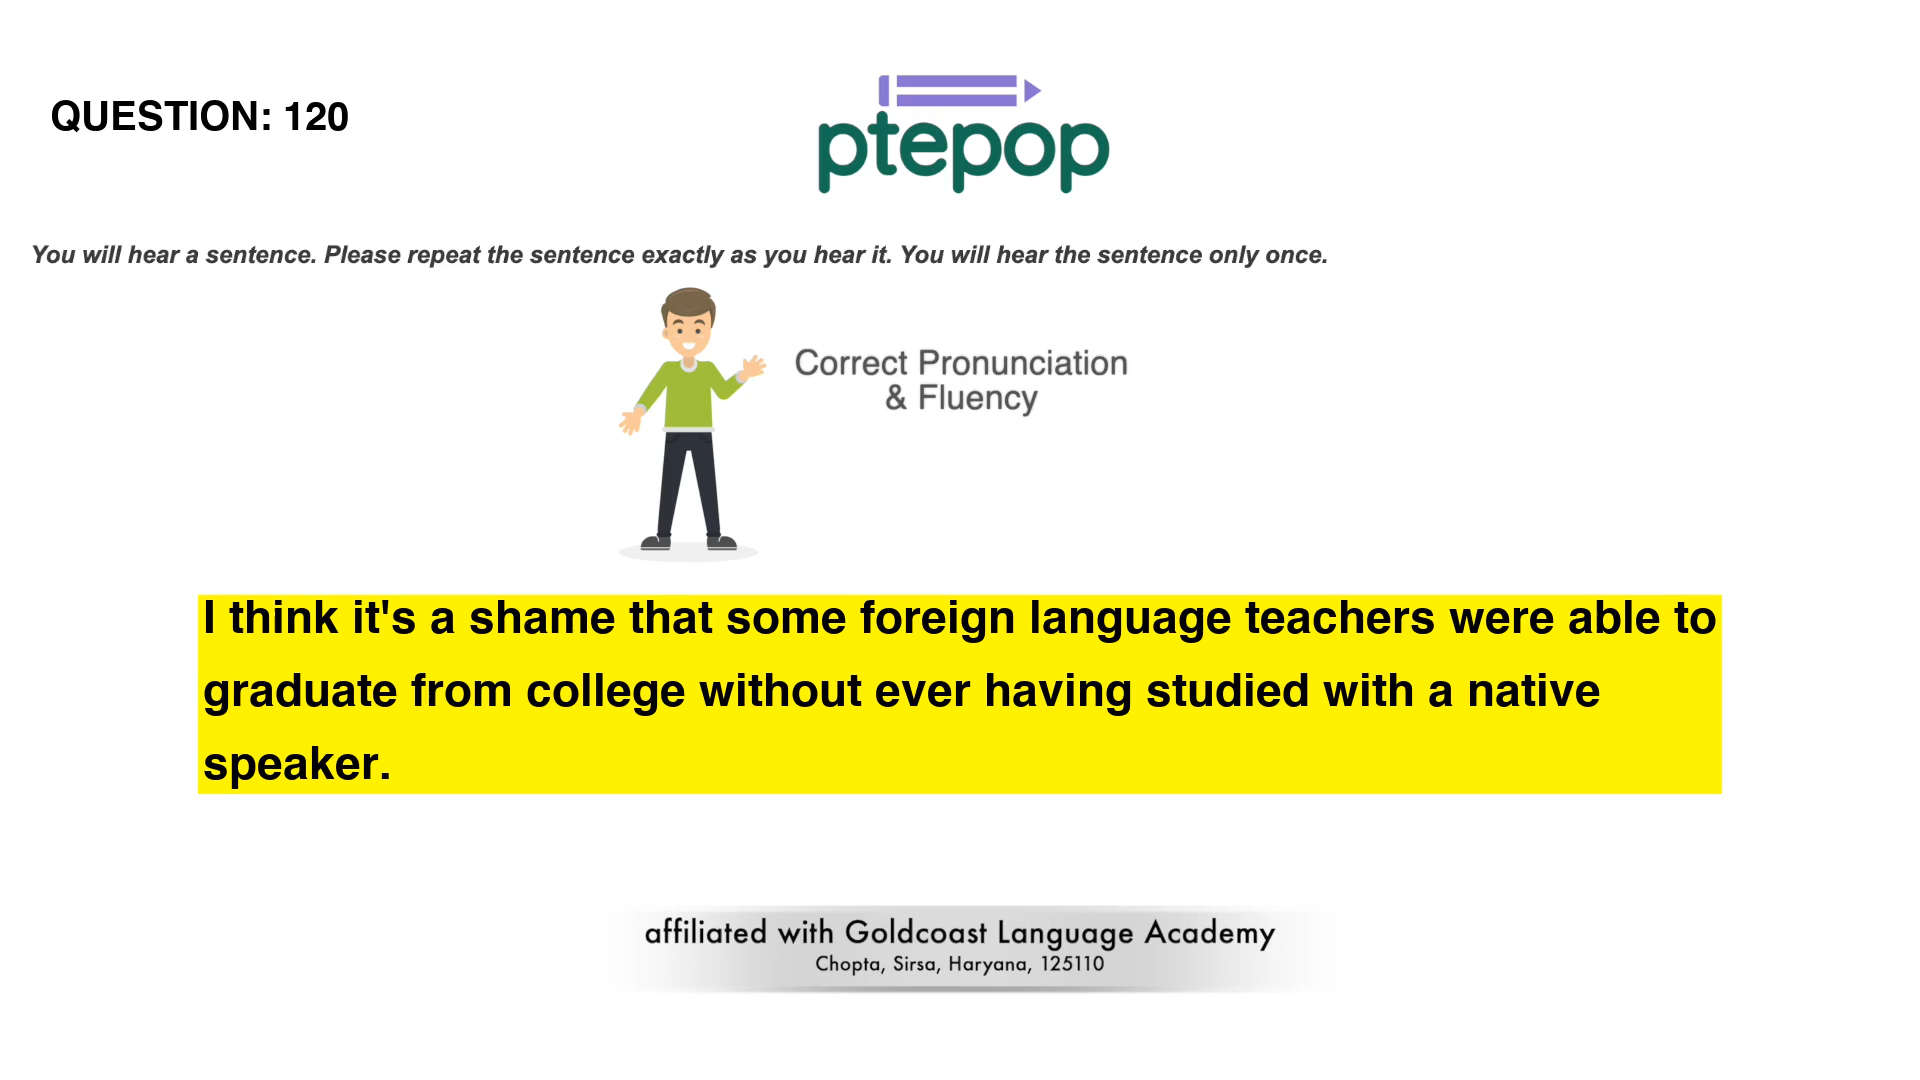 QUESTION: 120
ptepop
You will hear a sentence. Please repeat the sentence exactly as you hear it. You will hear the sentence only once.
Correct Pronunciation
& Fluency
I think it's a shame that some foreign language teachers were able to
graduate from college without ever having studied with a native
speaker.
affiliated with Goldcoast Language Academy
Chopta, Sirsa, Haryana, 125110